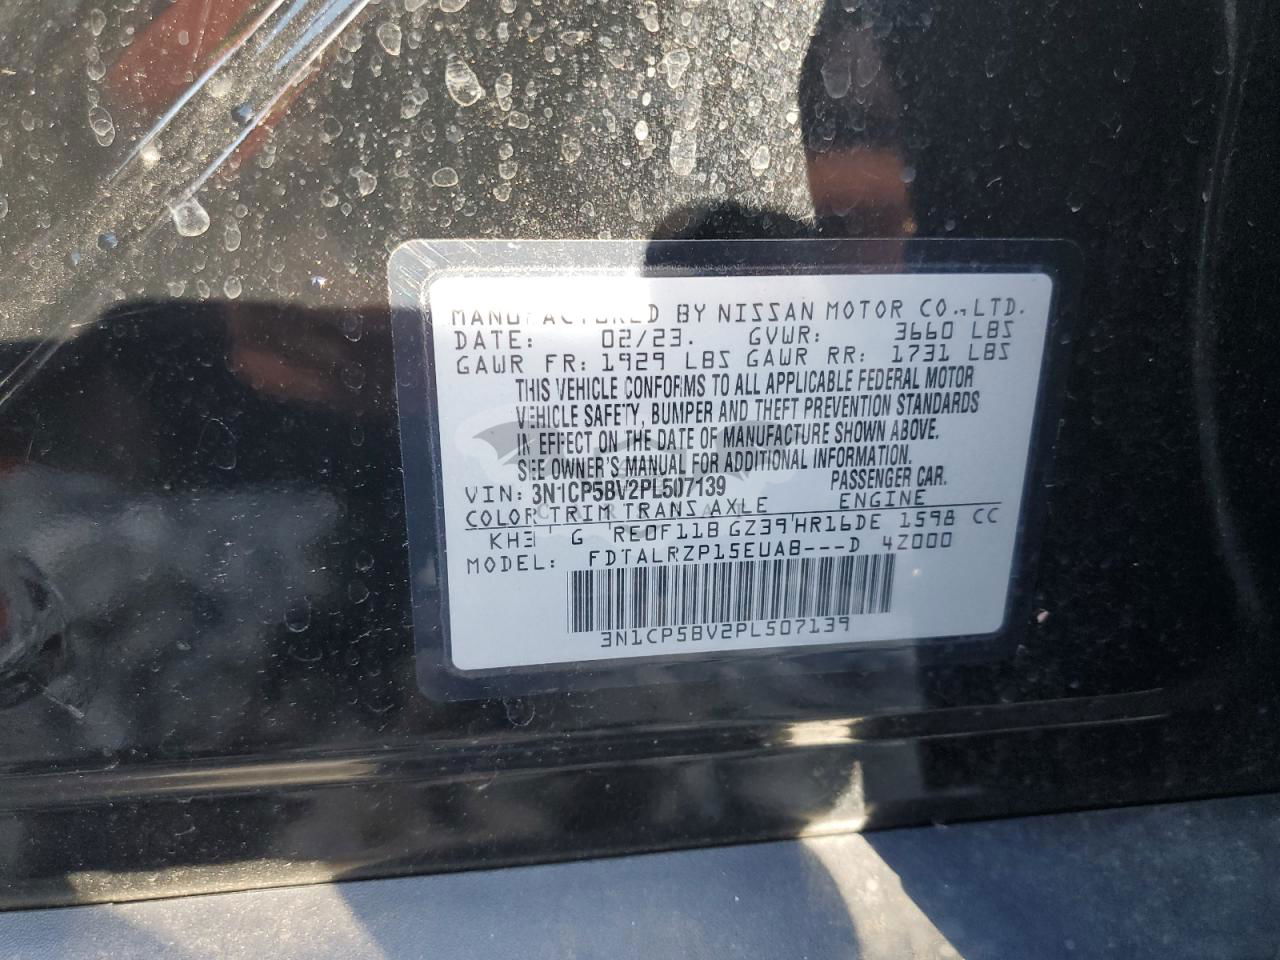 MANUFACTURED BY NISSAN MOTOR CO., LTD.
DATE: 02/23. GVWR: 3660 LBS
GAWR FR: 1929 LBS GAWR RR: 1731 LBS
THIS VEHICLE CONFORMS TO ALL APPLICABLE FEDERAL MOTOR
VEHICLE SAFETY, BUMPER AND THEFT PREVENTION STANDARDS
IN EFFECT ON THE DATE OF MANUFACTURE SHOWN ABOVE.
SEE OWNER'S MANUAL FOR ADDITIONAL INFORMATION.
VIN: 3N1CP5BV2PL507139 PASSENGER CAR.
COLOR TRIM TRANS AXLE ENGINE
KH3 G RE0F11B GZ39 HR16DE 1598 CC
MODEL: FDTALRZP15EUAB---D 4Z000
3N1CP5BV2PL507139